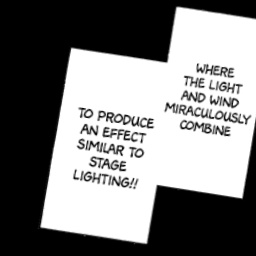 WHERE
THE LIGHT
AND WIND
MIRACULOUSLY
COMBINE
TO PRODUCE
AN EFFECT
SIMILAR TO
STAGE
LIGHTING!!